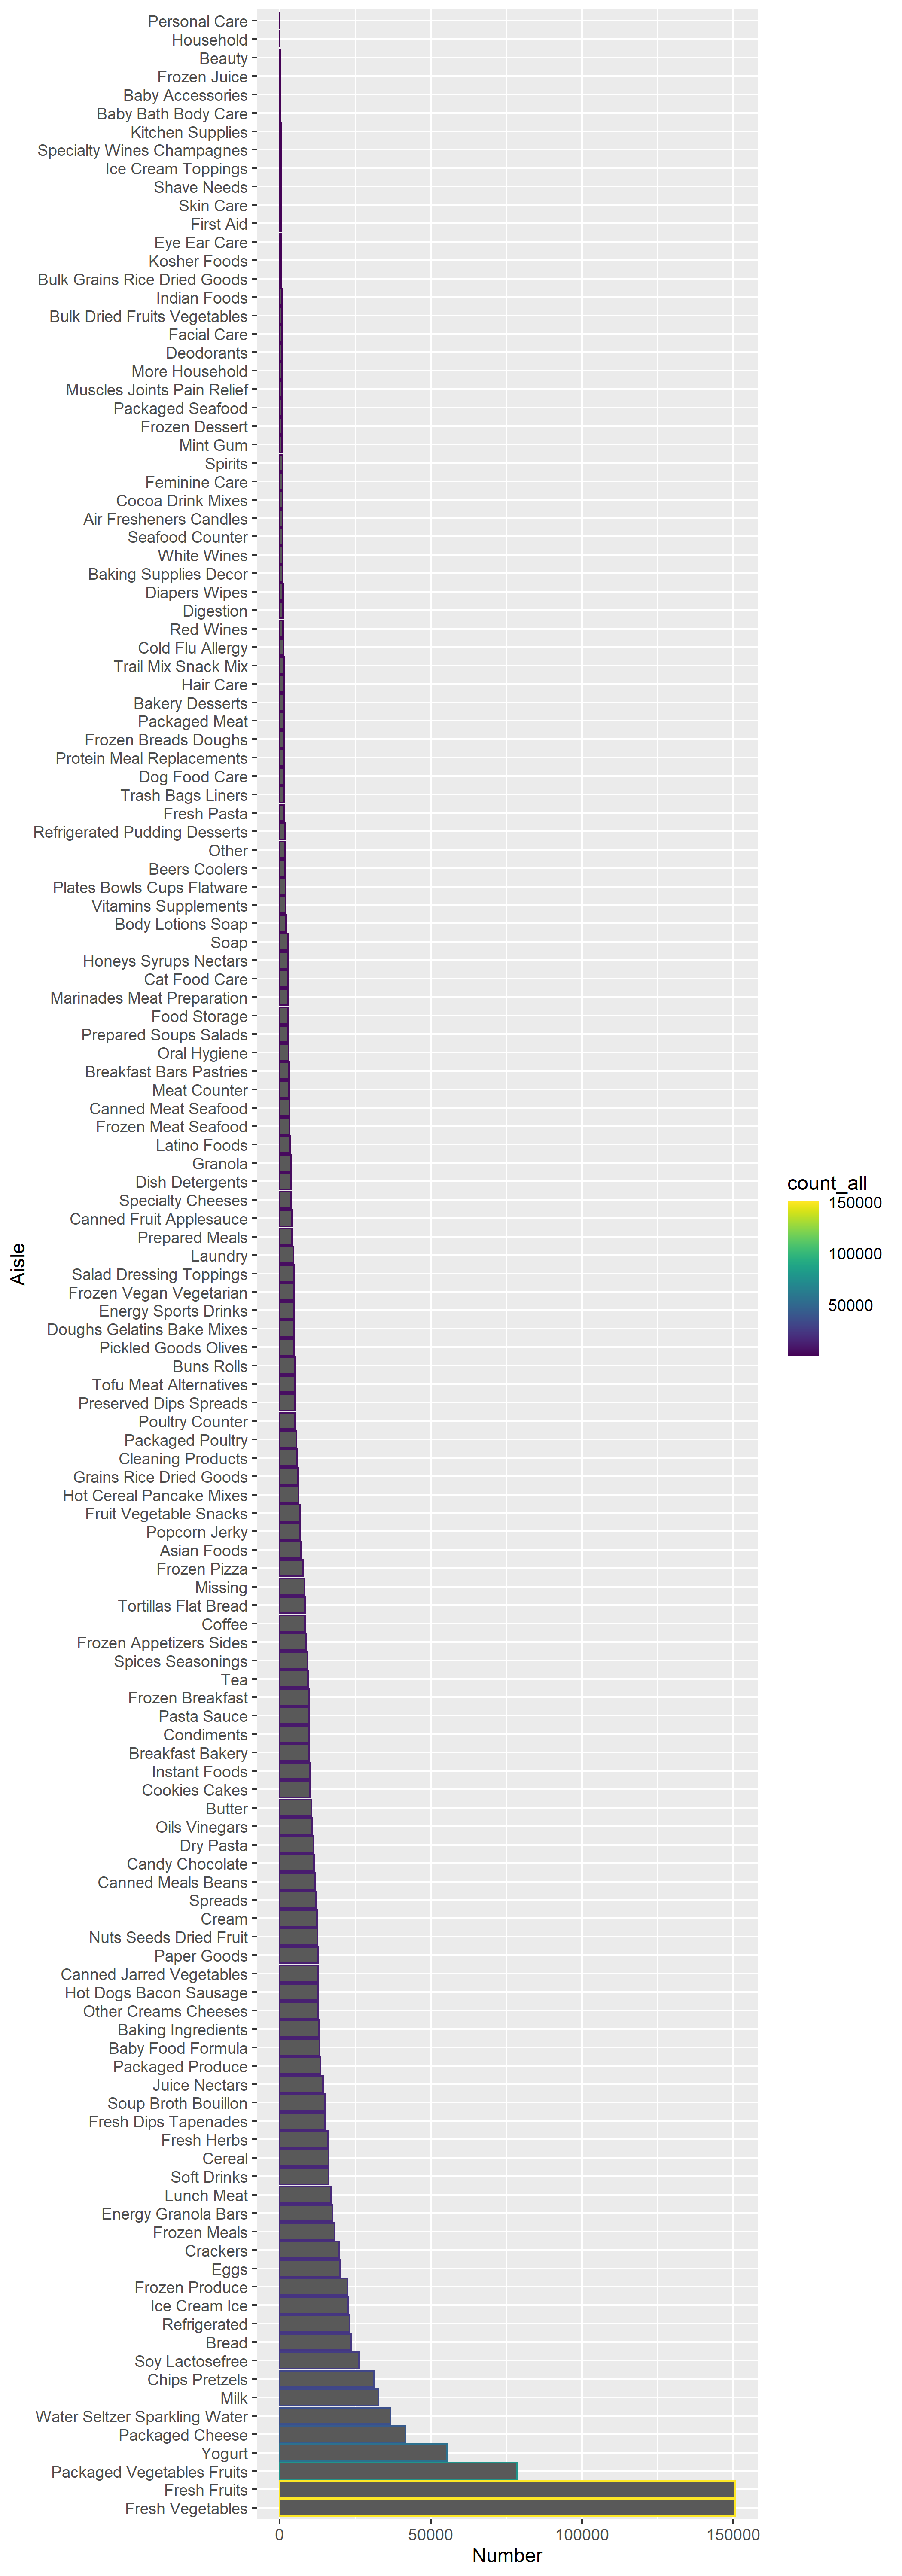 Personal Care
Household
Beauty
Frozen Juice
Baby Accessories
Baby Bath Body Care
Kitchen Supplies
Specialty Wines Champagnes
Ice Cream Toppings
Shave Needs
Skin Care
First Aid
Eye Ear Care
Kosher Foods
Bulk Grains Rice Dried Goods
Indian Foods
Bulk Dried Fruits Vegetables
Facial Care
Deodorants
More Household
Muscles Joints Pain Relief
Packaged Seafood
Frozen Dessert
Mint Gum
Spirits
Feminine Care
Cocoa Drink Mixes
Air Fresheners Candles
Seafood Counter
White Wines
Baking Supplies Decor
Diapers Wipes
Digestion
Red Wines
Cold Flu Allergy
Trail Mix Snack Mix
Hair Care
Bakery Desserts
Packaged Meat
Frozen Breads Doughs
Protein Meal Replacements
Dog Food Care
Trash Bags Liners
Fresh Pasta
Refrigerated Pudding Desserts
Other
Beers Coolers
Plates Bowls Cups Flatware
Vitamins Supplements
Body Lotions Soap
Soap
Honeys Syrups Nectars
Cat Food Care
Marinades Meat Preparation
Food Storage
Prepared Soups Salads
Oral Hygiene
Breakfast Bars Pastries
Meat Counter
Canned Meat Seafood
Frozen Meat Seafood
Latino Foods
Granola
Dish Detergents
Specialty Cheeses
Canned Fruit Applesauce
Prepared Meals
Laundry
Salad Dressing Toppings
Frozen Vegan Vegetarian
Energy Sports Drinks
Doughs Gelatins Bake Mixes
Pickled Goods Olives
Buns Rolls
Tofu Meat Alternatives
Preserved Dips Spreads
Poultry Counter
Packaged Poultry
Cleaning Products
Grains Rice Dried Goods
Hot Cereal Pancake Mixes
Fruit Vegetable Snacks
Popcorn Jerky
Asian Foods
Frozen Pizza
Missing
Tortillas Flat Bread
Coffee
Frozen Appetizers Sides
Spices Seasonings
Tea
Frozen Breakfast
Pasta Sauce
Condiments
Breakfast Bakery
Instant Foods
Cookies Cakes
Butter
Oils Vinegars
Dry Pasta
Candy Chocolate
Canned Meals Beans
Spreads
Cream
Nuts Seeds Dried Fruit
Paper Goods
Canned Jarred Vegetables
Hot Dogs Bacon Sausage
Other Creams Cheeses
Baking Ingredients
Baby Food Formula
Packaged Produce
Juice Nectars
Soup Broth Bouillon
Fresh Dips Tapenades
Fresh Herbs
Cereal
Soft Drinks
Lunch Meat
Energy Granola Bars
Frozen Meals
Crackers
Eggs
Frozen Produce
Ice Cream Ice
Refrigerated
Bread
Soy Lactosefree
Chips Pretzels
Milk
Water Seltzer Sparkling Water
Packaged Cheese
Yogurt
Packaged Vegetables Fruits
Fresh Fruits
Fresh Vegetables
0 50000 100000 150000
Number
Aisle
count_all
150000
100000
50000